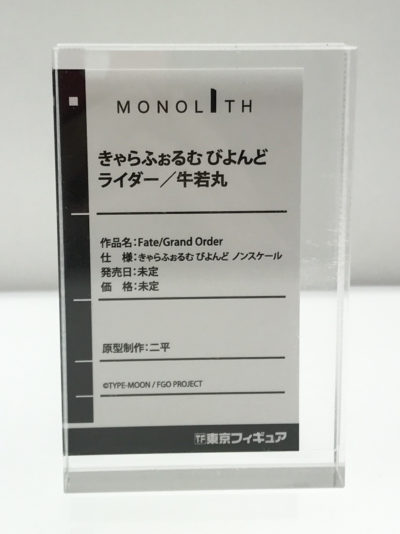 MONOLITH
きゃらふぉるむ びよんど
ライダー／牛若丸
作品名：Fate/Grand Order
仕　様：きゃらふぉるむ びよんど ノンスケール
発売日：未定
価　格：未定
原型制作：二平
©TYPE-MOON / FGO PROJECT
TF 東京フィギュア